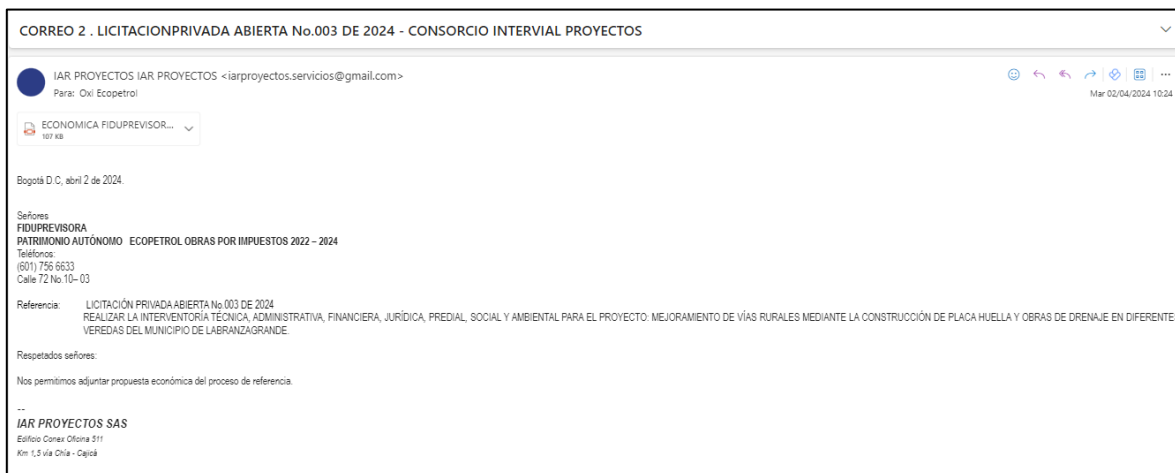 CORREO 2 . LICITACIONPRIVADA ABIERTA No.003 DE 2024 - CONSORCIO INTERVIAL PROYECTOS
IAR PROYECTOS IAR PROYECTOS <iarproyectos.servicios@gmail.com>
Para: Oxi Ecopetrol
Mar 02/04/2024 10:24
ECONOMICA FIDUPREVISOR...
107 KB
Bogotá D.C, abril 2 de 2024.
Señores
FIDUPREVISORA
PATRIMONIO AUTÓNOMO ECOPETROL OBRAS POR IMPUESTOS 2022 – 2024
Teléfonos:
(601) 756 6633
Calle 72 No.10– 03
Referencia: LICITACIÓN PRIVADA ABIERTA No.003 DE 2024
REALIZAR LA INTERVENTORÍA TÉCNICA, ADMINISTRATIVA, FINANCIERA, JURÍDICA, PREDIAL, SOCIAL Y AMBIENTAL PARA EL PROYECTO: MEJORAMIENTO DE VÍAS RURALES MEDIANTE LA CONSTRUCCIÓN DE PLACA HUELLA Y OBRAS DE DRENAJE EN DIFERENTE
VEREDAS DEL MUNICIPIO DE LABRANZAGRANDE.
Respetados señores:
Nos permitimos adjuntar propuesta económica del proceso de referencia.
--
IAR PROYECTOS SAS
Edificio Conex Oficina 511
Km 1,5 vía Chía - Cajicá